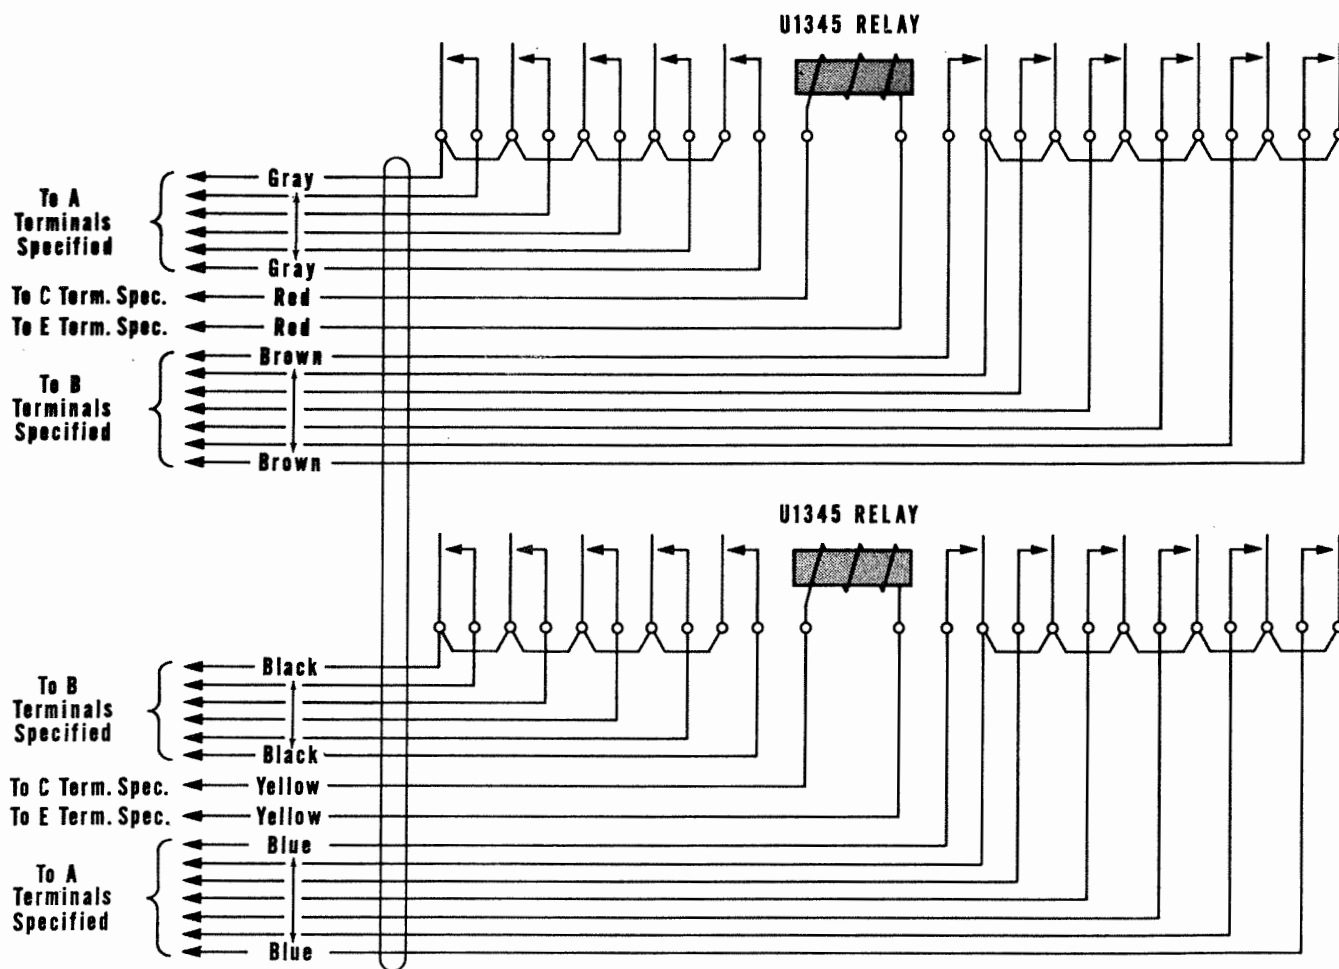 U1345 RELAY
Gray
To A
Terminals
Specified
Gray
To C Term. Spec.
Red
To E Term. Spec.
Red
Brown
To B
Terminals
Specified
Brown
U1345 RELAY
Black
To B
Terminals
Specified
Black
To C Term. Spec.
Yellow
To E Term. Spec.
Yellow
Blue
To A
Terminals
Specified
Blue